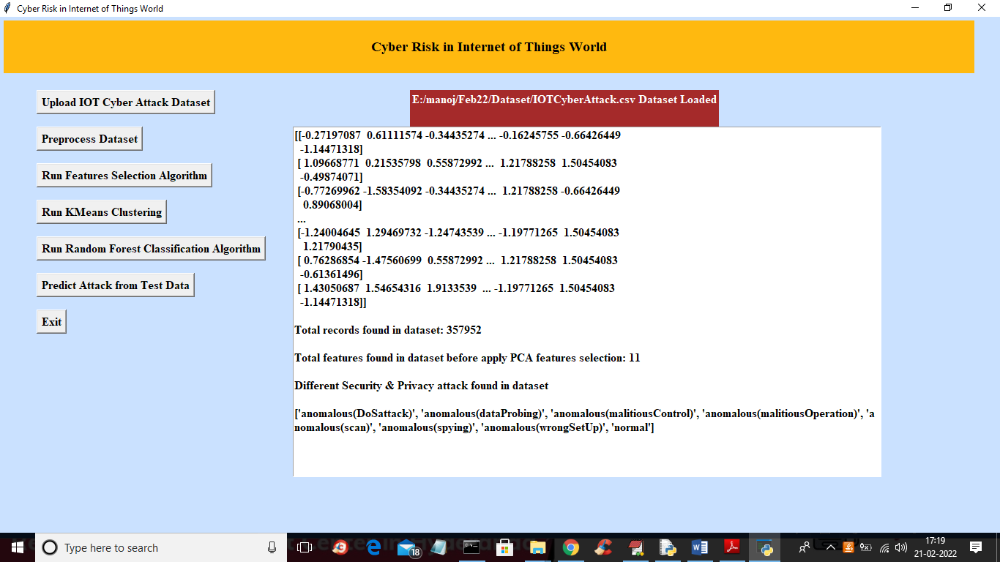 Cyber Risk in Internet of Things World
Cyber Risk in Internet of Things World
Upload IOT Cyber Attack Dataset
Preprocess Dataset
Run Features Selection Algorithm
Run KMeans Clustering
Run Random Forest Classification Algorithm
Predict Attack from Test Data
Exit
E:/manoj/Feb22/Dataset/IOTCyberAttack.csv Dataset Loaded
[[-0.27197087 0.61111574 -0.34435274 ... -0.16245755 -0.66426449
-1.14471318]
[ 1.09668771 0.21535798 0.55872992 ... 1.21788258 1.50454083
-0.49874071]
[-0.77269962 -1.58354092 -0.34435274 ... 1.21788258 -0.66426449
0.89068004]
...
[-1.24004645 1.29469732 -1.24743539 ... -1.19771265 1.50454083
1.21790435]
[ 0.76286854 -1.47560699 0.55872992 ... 1.21788258 1.50454083
-0.61361496]
[ 1.43050687 1.54654316 1.9133539 ... -1.19771265 1.50454083
-1.14471318]]
Total records found in dataset: 357952
Total features found in dataset before apply PCA features selection: 11
Different Security & Privacy attack found in dataset
['anomalous(DoSattack)', 'anomalous(dataProbing)', 'anomalous(malitiousControl)', 'anomalous(malitiousOperation)', 'a
nomalous(scan)', 'anomalous(spying)', 'anomalous(wrongSetUp)', 'normal']
Type here to search
18
17:19
21-02-2022